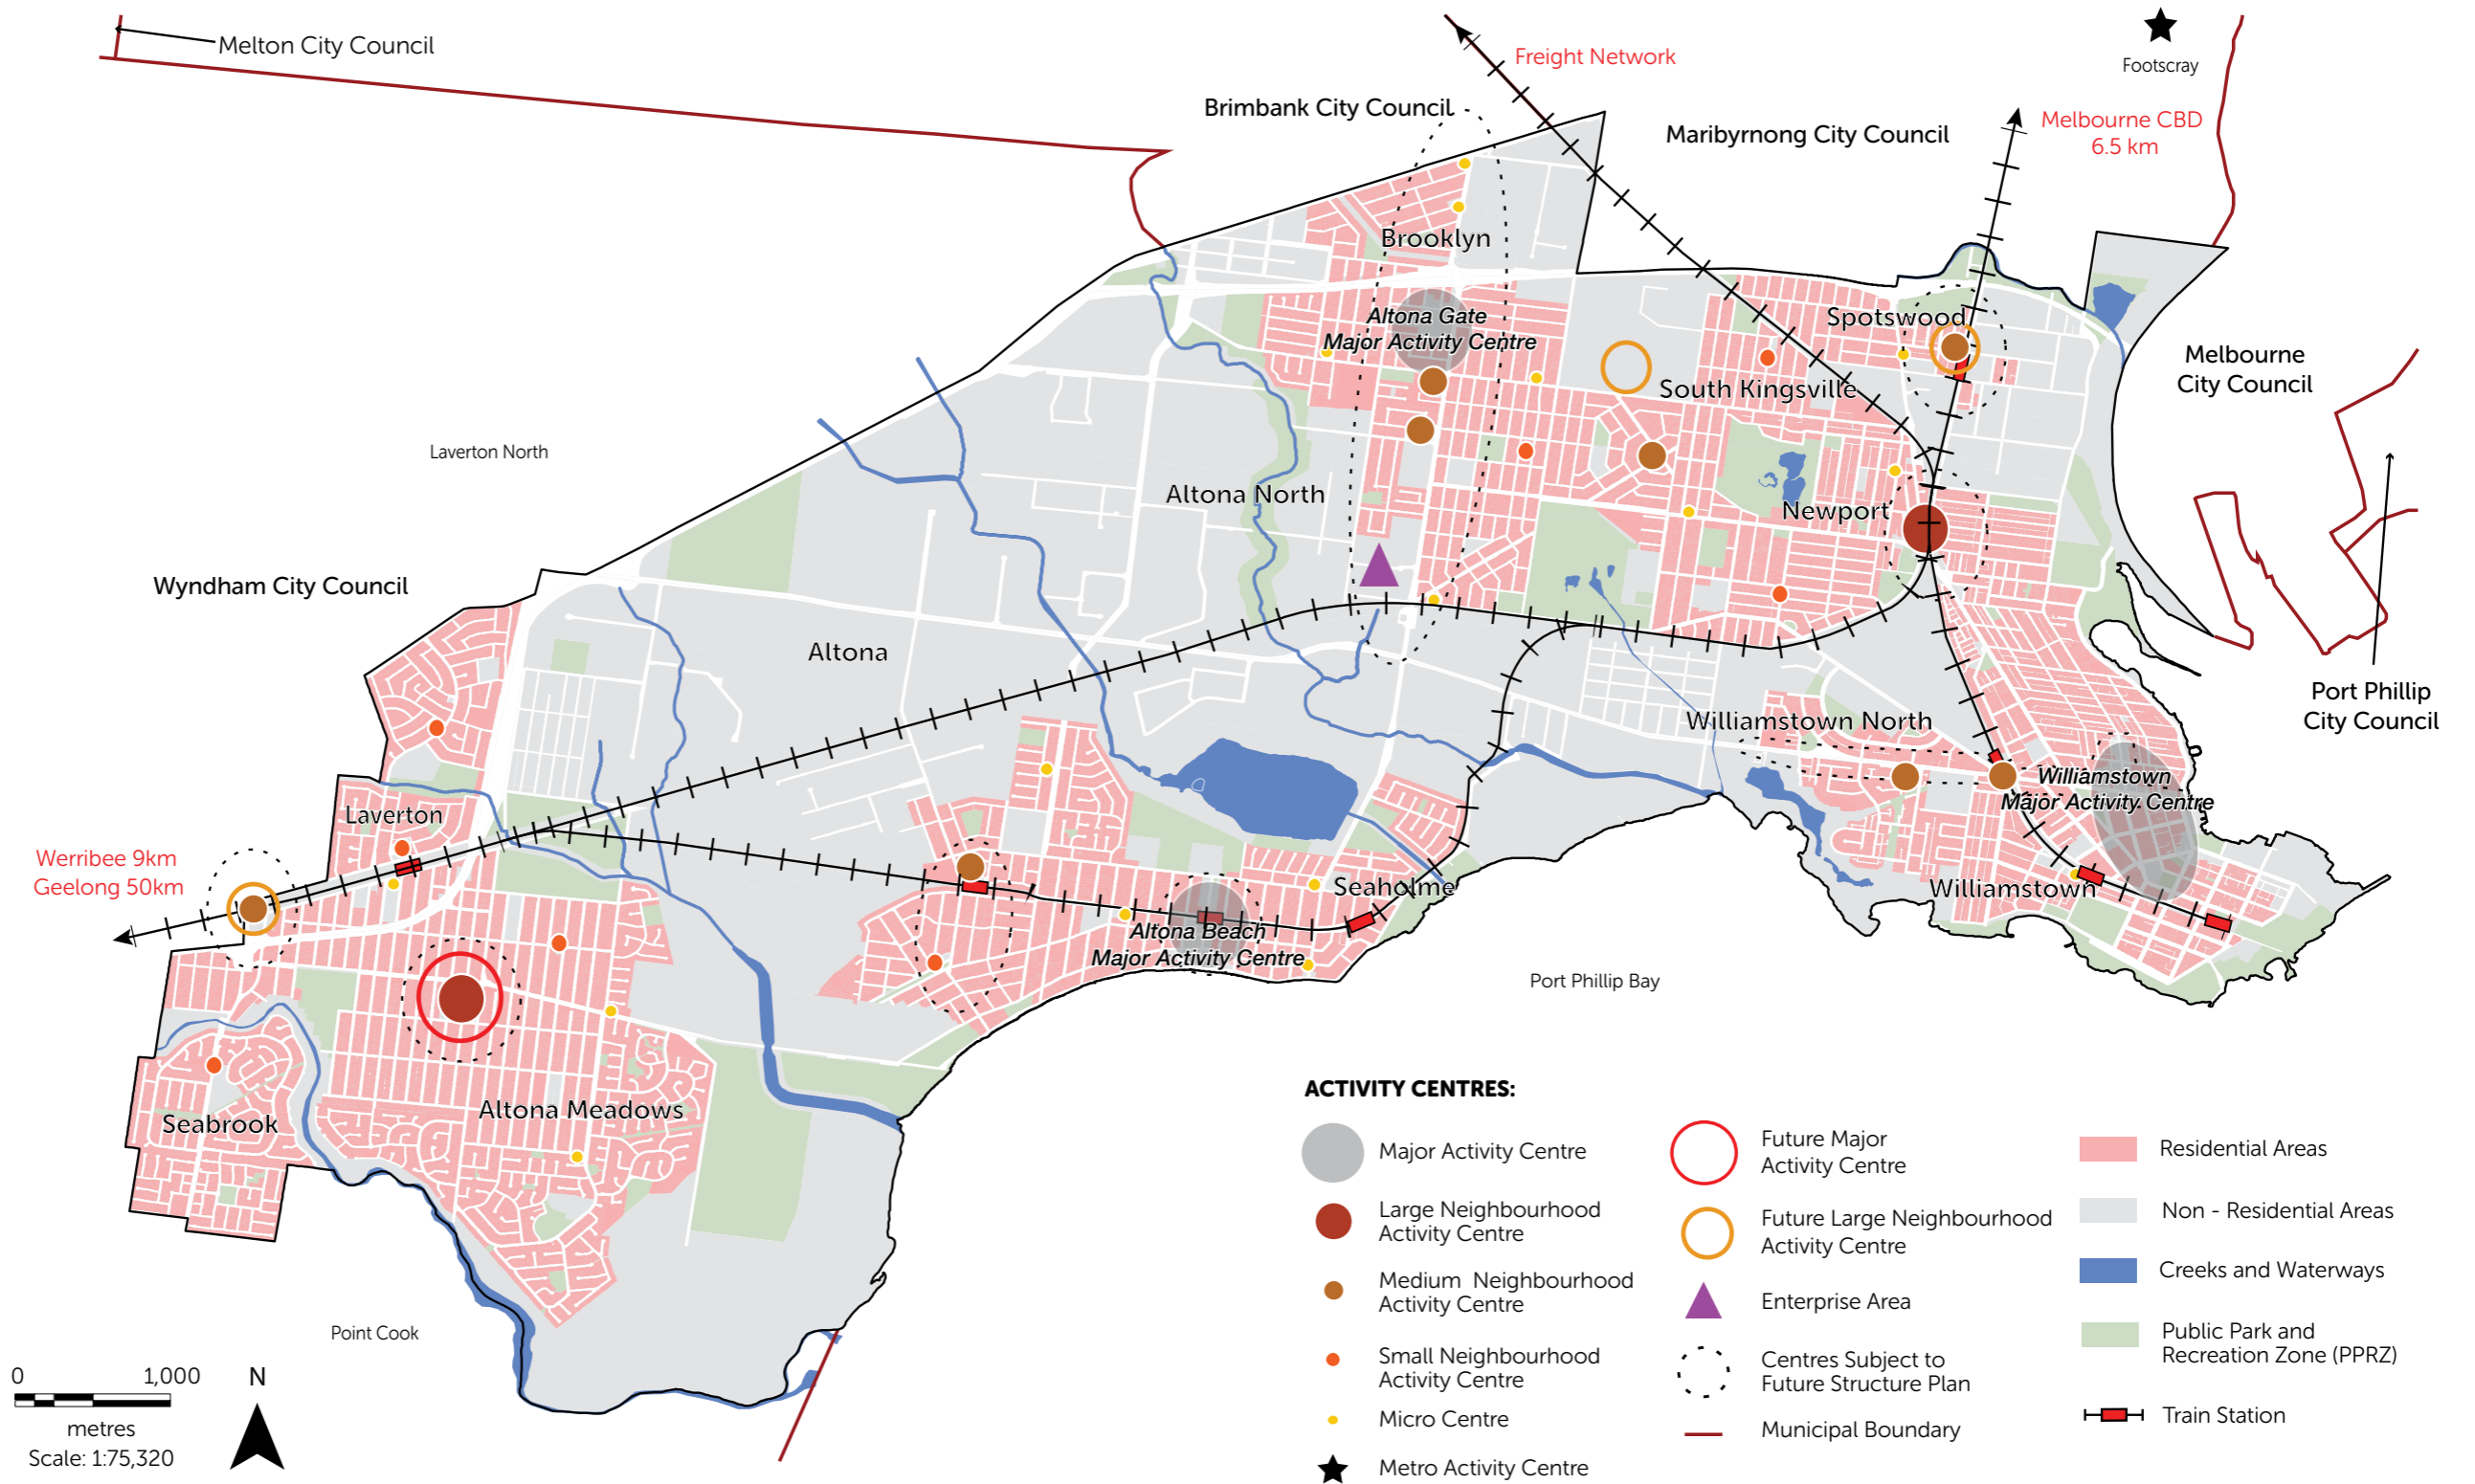 Melton City Council
Freight Network
Footscray
Brimbank City Council
Maribyrnong City Council
Melbourne CBD
6.5 km
Brooklyn
Altona Gate
Major Activity Centre
Spotswood
South Kingsville
Melbourne
City Council
Laverton North
Altona North
Newport
Wyndham City Council
Altona
Port Phillip
City Council
Williamstown North
Williamstown
Major Activity Centre
Laverton
Werribee 9km
Geelong 50km
Seaholme
Williamstown
Altona Beach
Major Activity Centre
Port Phillip Bay
Seabrook
Altona Meadows
Point Cook
0 1,000
metres
Scale: 1:75,320
N
ACTIVITY CENTRES:
Major Activity Centre
Large Neighbourhood
Activity Centre
Medium Neighbourhood
Activity Centre
Small Neighbourhood
Activity Centre
Micro Centre
Metro Activity Centre
Future Major
Activity Centre
Future Large Neighbourhood
Activity Centre
Enterprise Area
Centres Subject to
Future Structure Plan
Municipal Boundary
Residential Areas
Non - Residential Areas
Creeks and Waterways
Public Park and
Recreation Zone (PPRZ)
Train Station